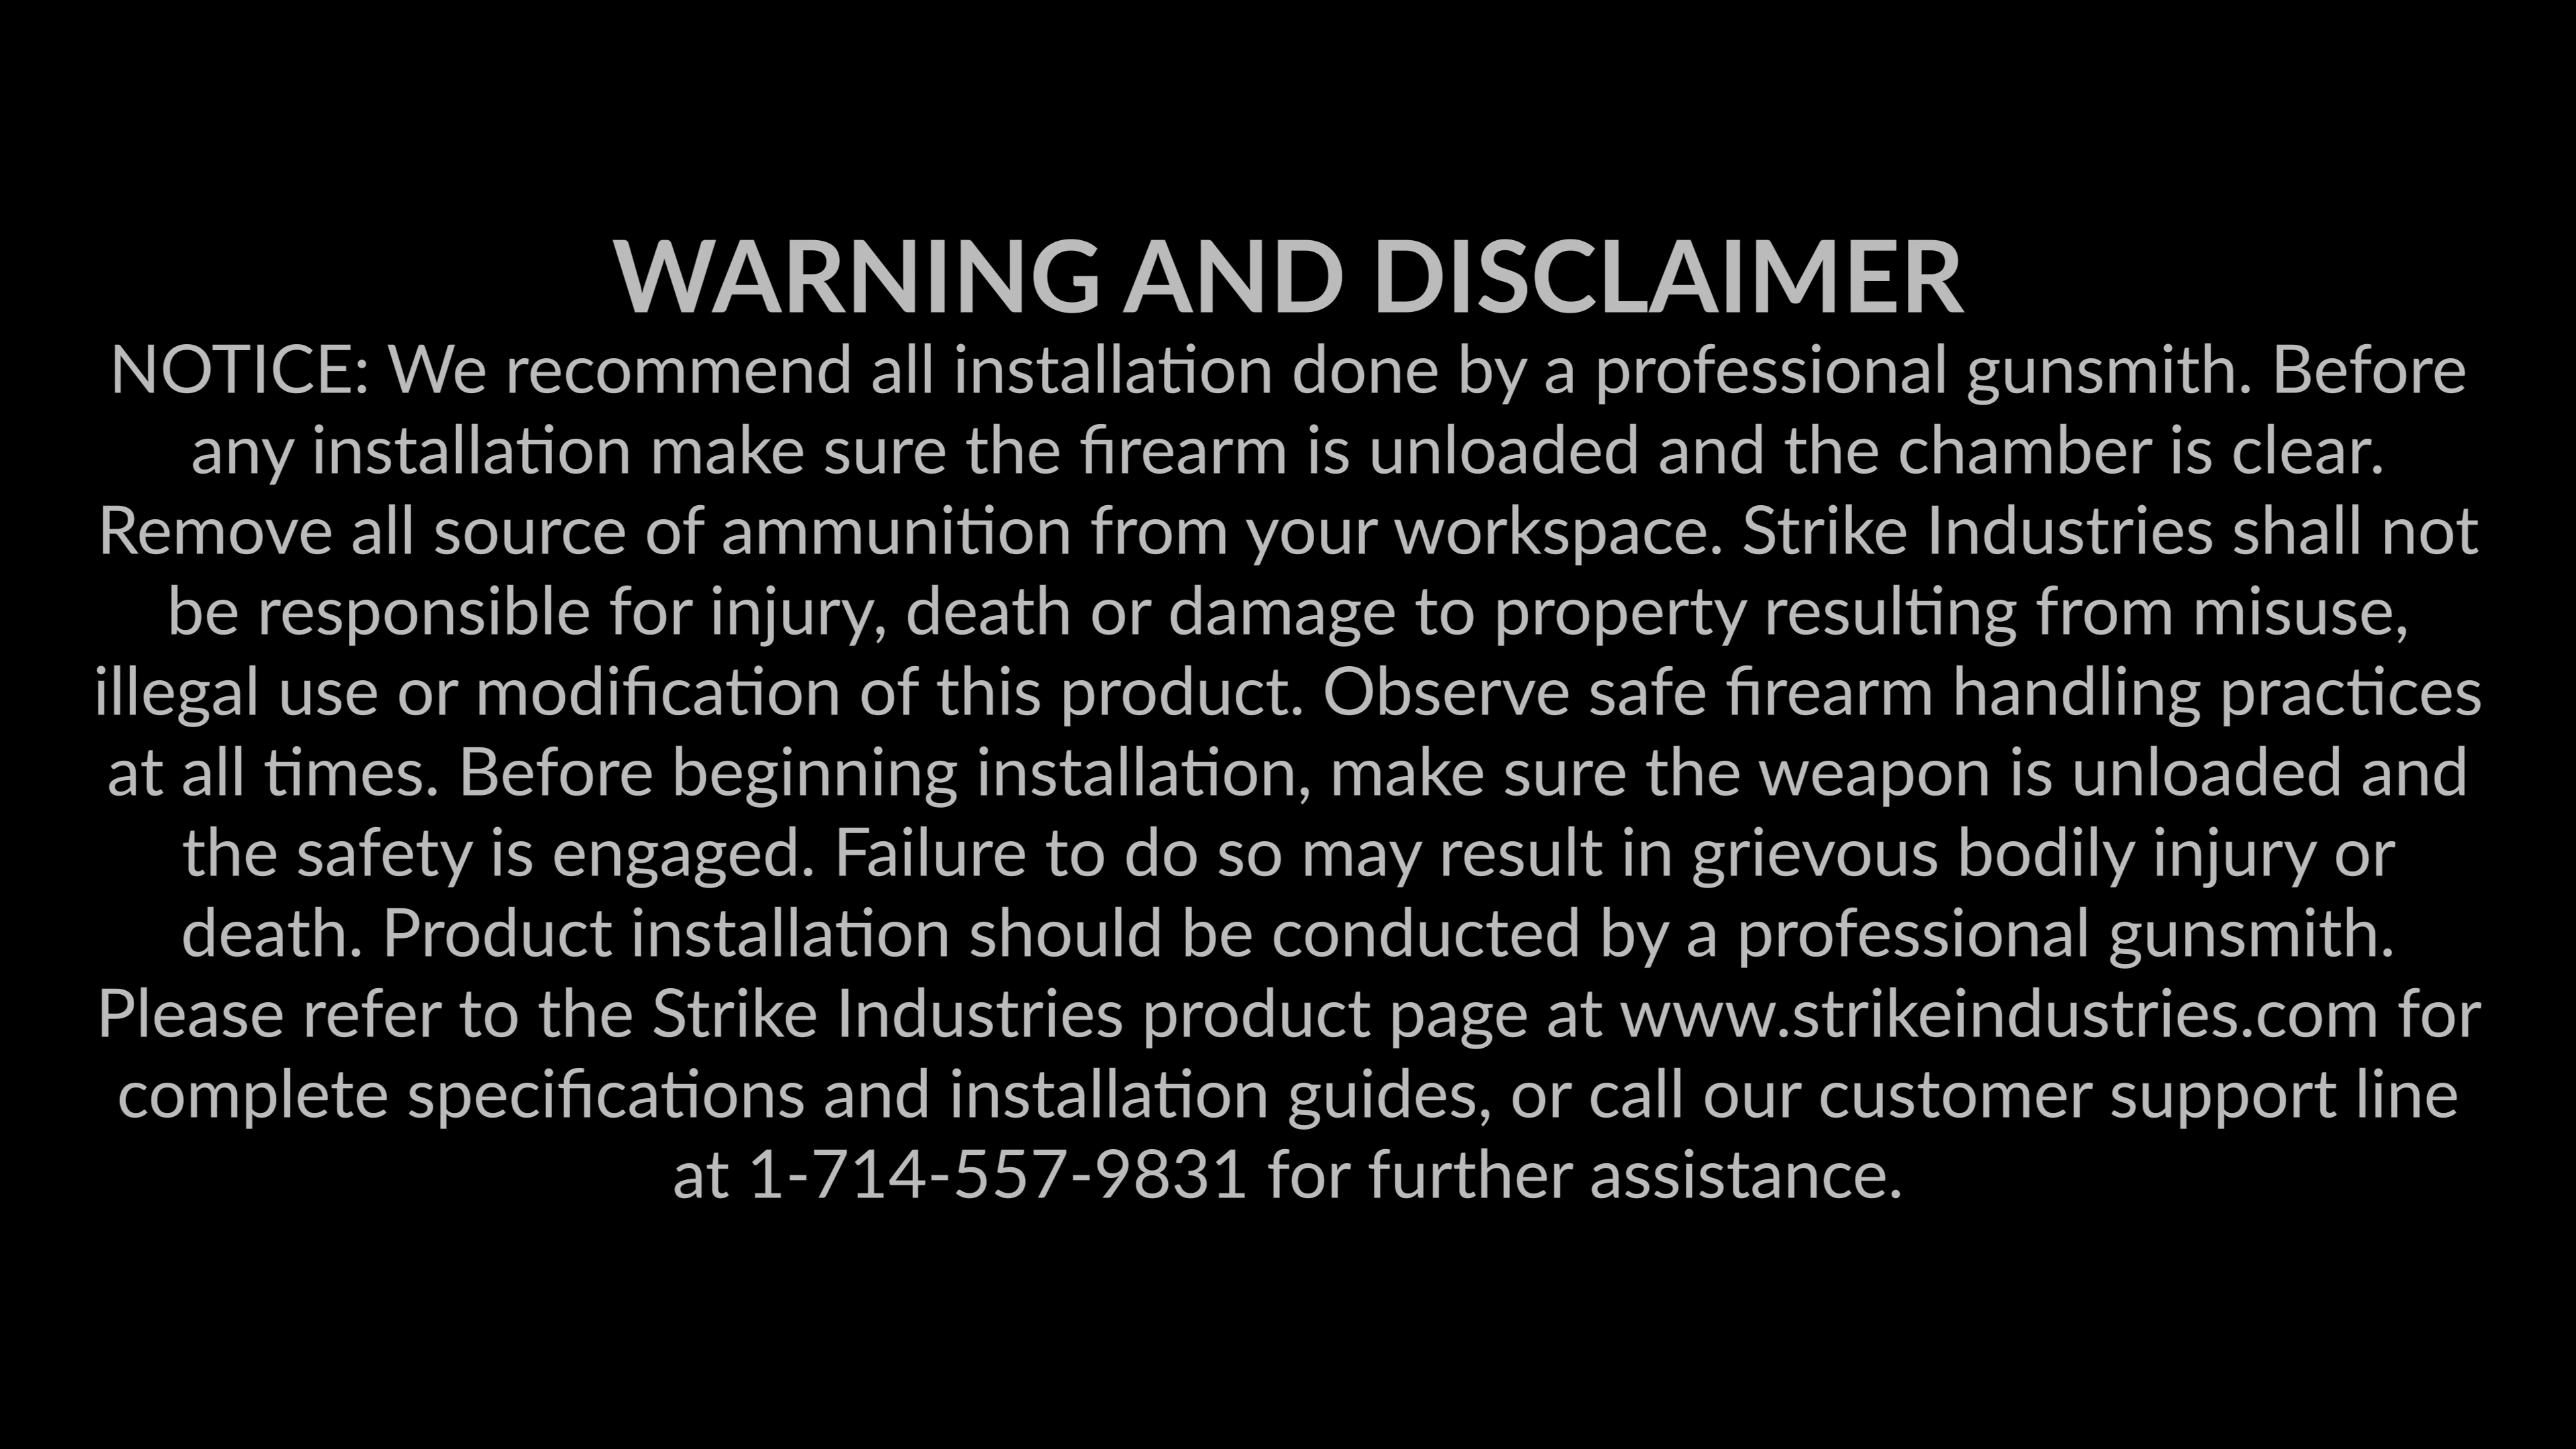 WARNING AND DISCLAIMER
NOTICE: We recommend all installation done by a professional gunsmith. Before
any installation make sure the firearm is unloaded and the chamber is clear.
Remove all source of ammunition from your workspace. Strike Industries shall not
be responsible for injury, death or damage to property resulting from misuse,
illegal use or modification of this product. Observe safe firearm handling practices
at all times. Before beginning installation, make sure the weapon is unloaded and
the safety is engaged. Failure to do so may result in grievous bodily injury or
death. Product installation should be conducted by a professional gunsmith.
Please refer to the Strike Industries product page at www.strikeindustries.com for
complete specifications and installation guides, or call our customer support line
at 1-714-557-9831 for further assistance.